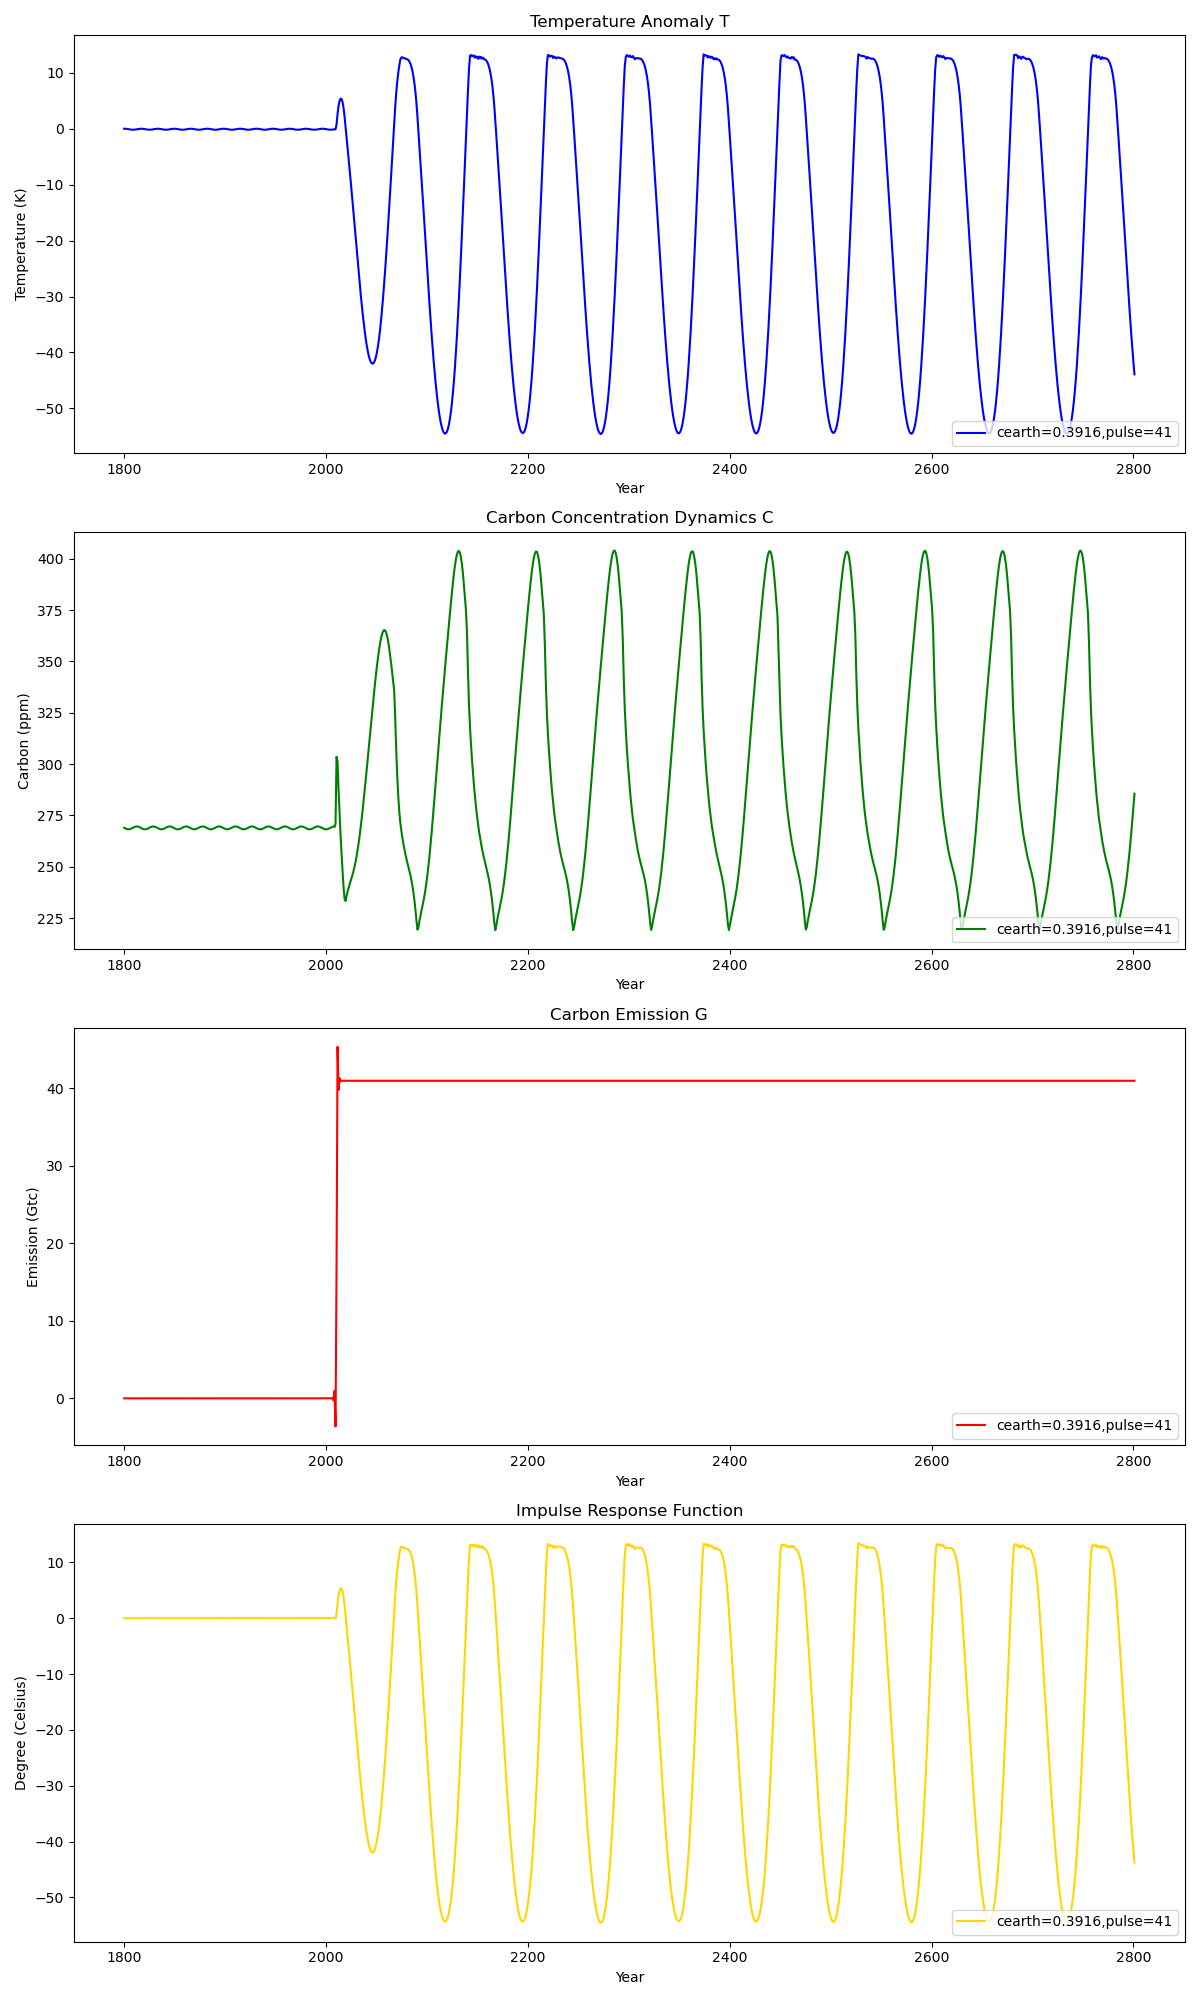 Temperature Anomaly T
10
0
−10
−20
−30
−40
−50
Temperature (K)
cearth=0.3916,pulse=41
1800 2000 2200 2400 2600 2800
Year
Carbon Concentration Dynamics C
400
375
350
325
300
275
250
225
Carbon (ppm)
cearth=0.3916,pulse=41
1800 2000 2200 2400 2600 2800
Year
Carbon Emission G
40
30
20
10
0
Emission (Gtc)
cearth=0.3916,pulse=41
1800 2000 2200 2400 2600 2800
Year
Impulse Response Function
10
0
−10
−20
−30
−40
−50
Degree (Celsius)
cearth=0.3916,pulse=41
1800 2000 2200 2400 2600 2800
Year